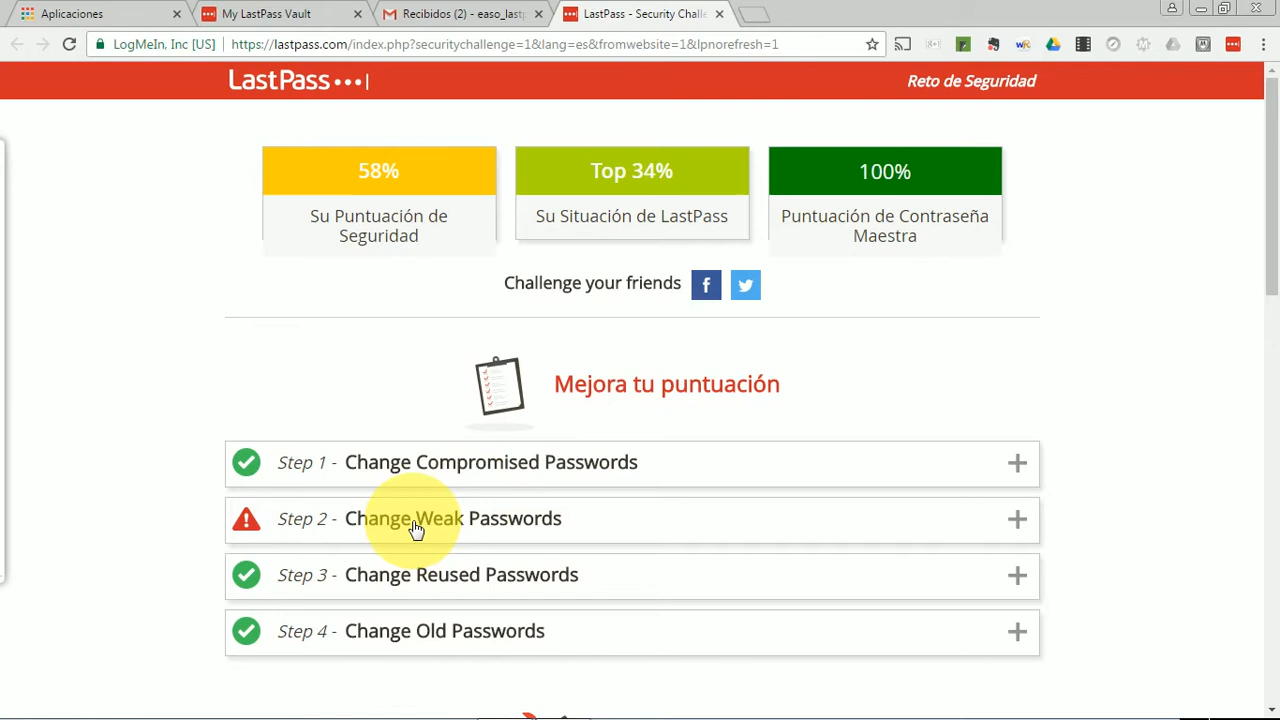 Aplicaciones
My LastPass Vault
Recibidos (2) - easo_lastp
LastPass - Security Chall
LogMeIn, Inc [US]
https://lastpass.com/index.php?securitychallenge=1&lang=es&fromwebsite=1&lpnorefresh=1
LastPass
Reto de Seguridad
58%
Su Puntuación de
Seguridad
Top 34%
Su Situación de LastPass
100%
Puntuación de Contraseña
Maestra
Challenge your friends
Mejora tu puntuación
Step 1 - Change Compromised Passwords
Step 2 - Change Weak Passwords
Step 3 - Change Reused Passwords
Step 4 - Change Old Passwords